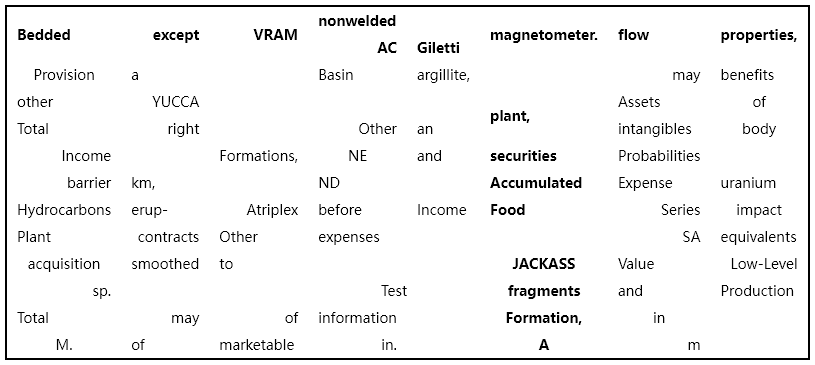 Bedded except VRAM nonwelded AC Giletti magnetometer. flow properties,
Provision a Basin argillite, may benefits
other YUCCA plant, Assets of
Total right Other an intangibles body
Income Formations, NE and securities Probabilities
barrier km, ND Accumulated Expense uranium
Hydrocarbons erup- Atriplex before Income Food Series impact
Plant contracts Other expenses SA equivalents
acquisition smoothed to JACKASS Value Low-Level
sp. Test fragments and Production
Total may of information Formation, in
M. of marketable in. A m